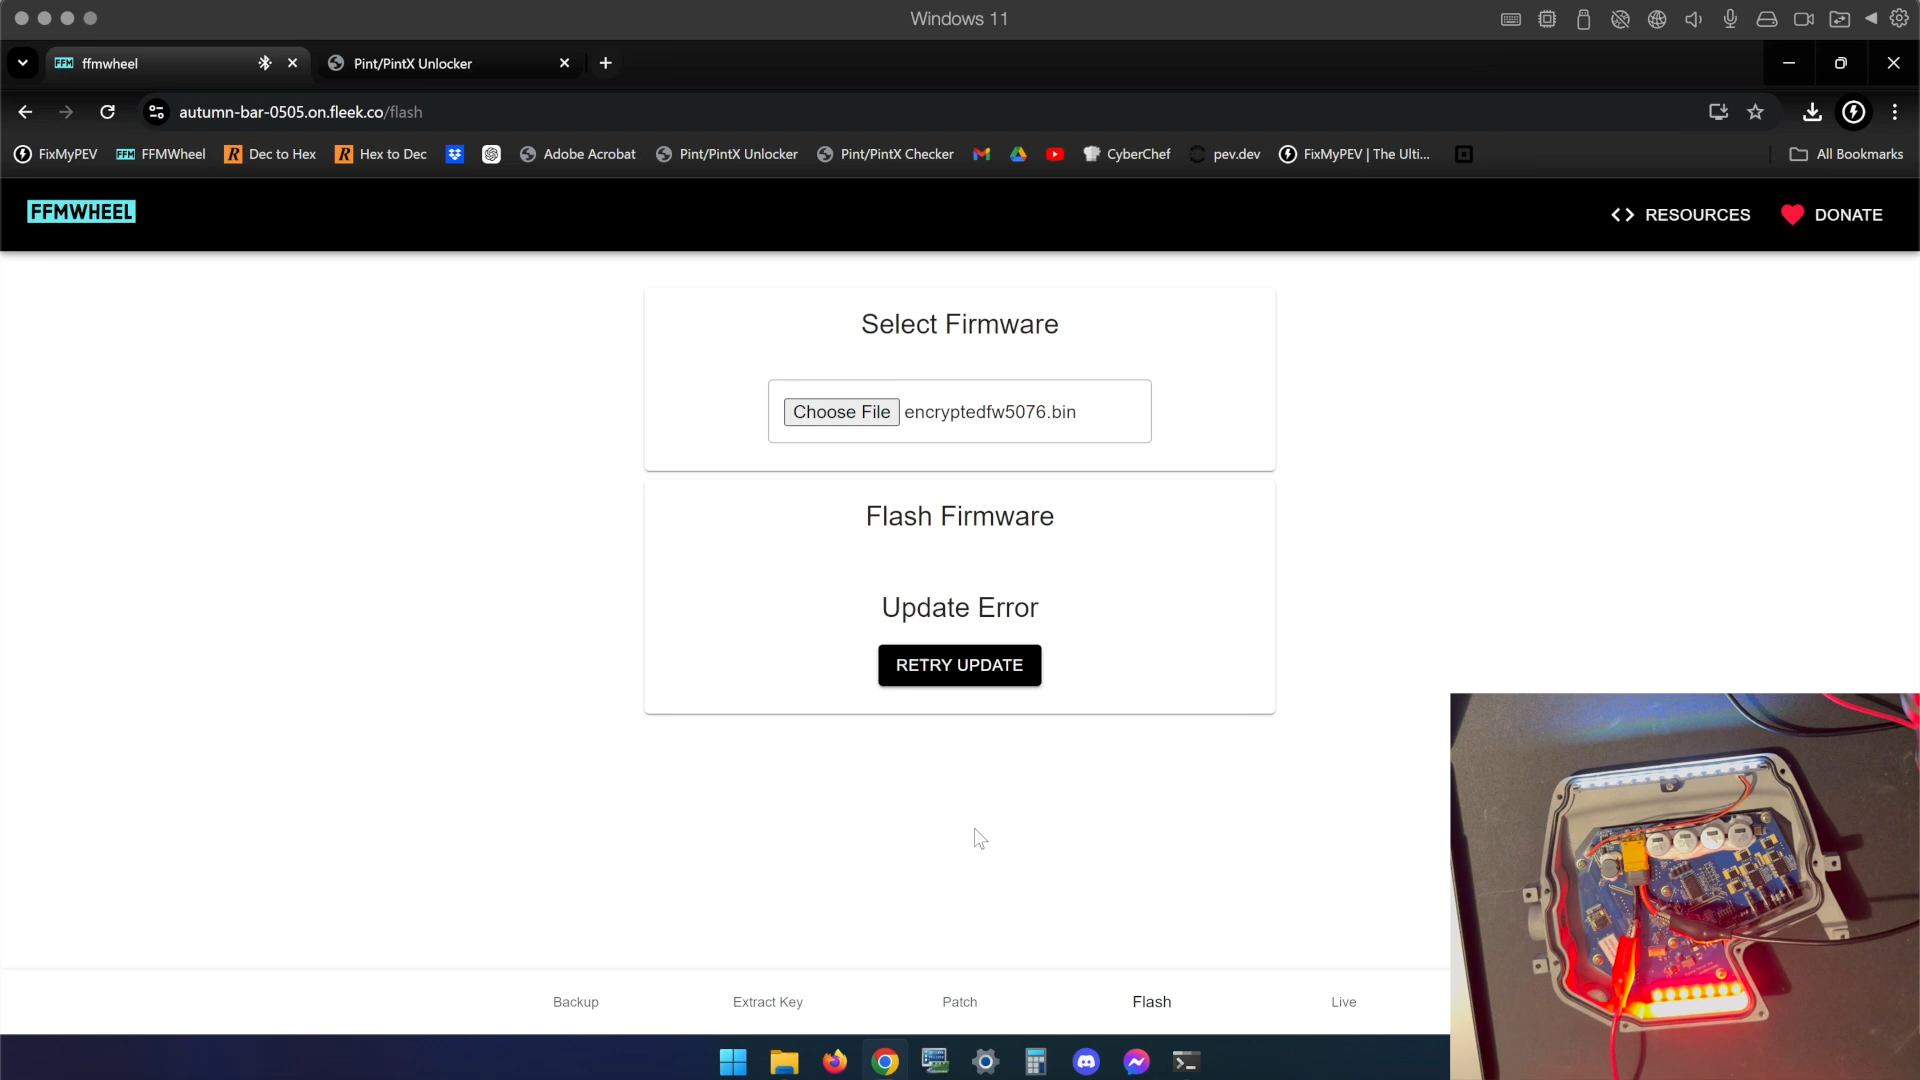 Windows 11
ffmwheel
Pint/PintX Unlocker
autumn-bar-0505.on.fleek.co/flash
FixMyPEV
FFM FFMWheel
R Dec to Hex
R Hex to Dec
Adobe Acrobat
Pint/PintX Unlocker
Pint/PintX Checker
CyberChef
pev.dev
FixMyPEV | The Ulti...
All Bookmarks
FFMWHEEL
RESOURCES
DONATE
Select Firmware
Choose File encryptedfw5076.bin
Flash Firmware
Update Error
RETRY UPDATE
Backup
Extract Key
Patch
Flash
Live